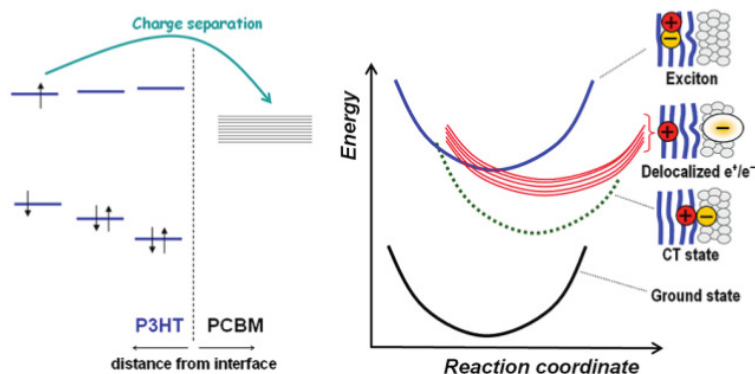 Charge separation
P3HT
PCBM
distance from interface
Energy
Reaction coordinate
+
−
Exciton
+
−
Delocalized e⁺/e⁻
+
−
CT state
Ground state